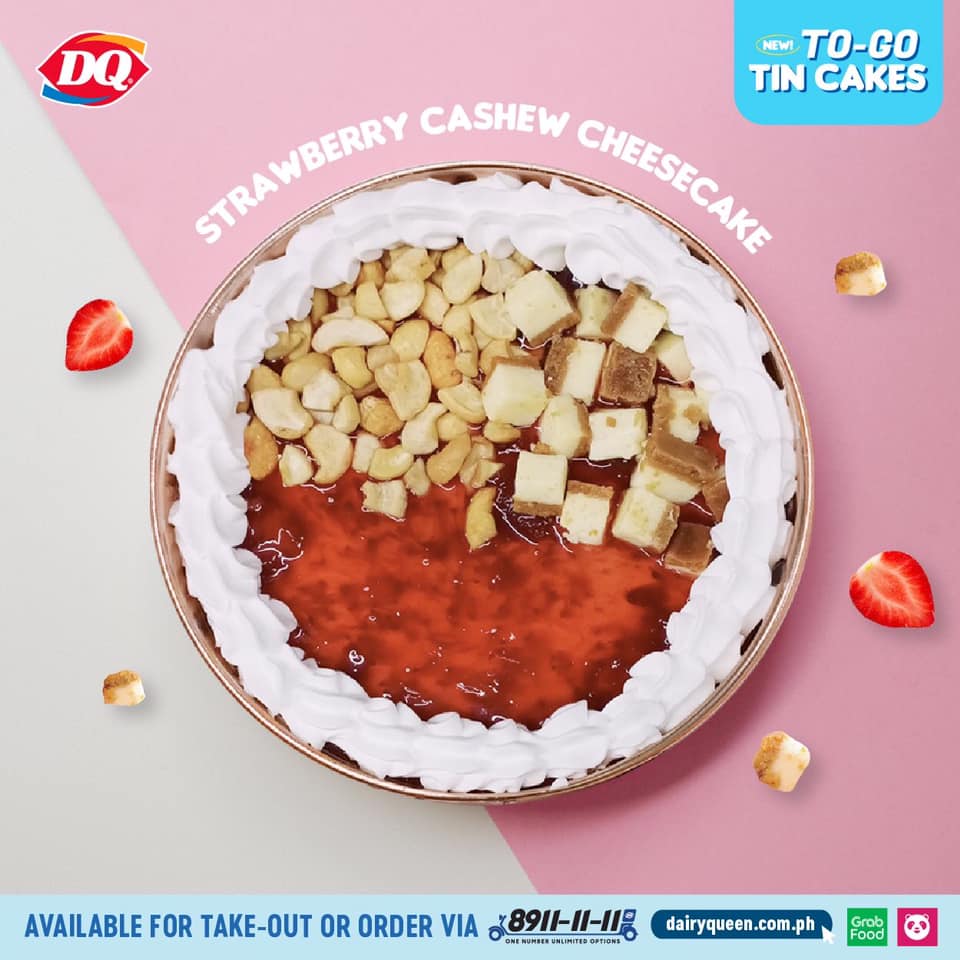 DQ
NEW! TO-GO
TIN CAKES
STRAWBERRY CASHEW CHEESECAKE
AVAILABLE FOR TAKE-OUT OR ORDER VIA 8911-11-11 dairyqueen.com.ph Grab Food
ONE NUMBER UNLIMITED OPTIONS